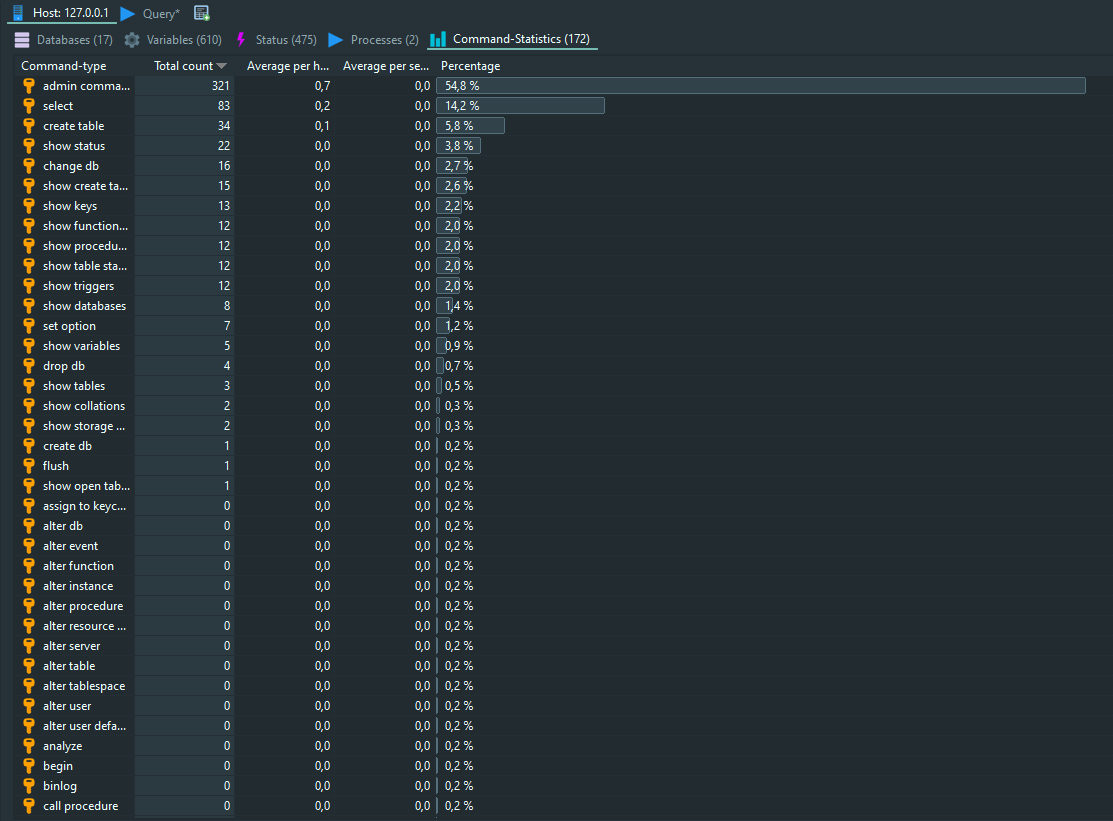 Host: 127.0.0.1 Query*
Databases (17) Variables (610) Status (475) Processes (2) Command-Statistics (172)
Command-type Total count Average per h... Average per se... Percentage
admin comma... 321 0,7 0,0 54,8 %
select 83 0,2 0,0 14,2 %
create table 34 0,1 0,0 5,8 %
show status 22 0,0 0,0 3,8 %
change db 16 0,0 0,0 2,7 %
show create ta... 15 0,0 0,0 2,6 %
show keys 13 0,0 0,0 2,2 %
show function... 12 0,0 0,0 2,0 %
show procedu... 12 0,0 0,0 2,0 %
show table sta... 12 0,0 0,0 2,0 %
show triggers 12 0,0 0,0 2,0 %
show databases 8 0,0 0,0 1,4 %
set option 7 0,0 0,0 1,2 %
show variables 5 0,0 0,0 0,9 %
drop db 4 0,0 0,0 0,7 %
show tables 3 0,0 0,0 0,5 %
show collations 2 0,0 0,0 0,3 %
show storage ... 2 0,0 0,0 0,3 %
create db 1 0,0 0,0 0,2 %
flush 1 0,0 0,0 0,2 %
show open tab... 1 0,0 0,0 0,2 %
assign to keyc... 0 0,0 0,0 0,2 %
alter db 0 0,0 0,0 0,2 %
alter event 0 0,0 0,0 0,2 %
alter function 0 0,0 0,0 0,2 %
alter instance 0 0,0 0,0 0,2 %
alter procedure 0 0,0 0,0 0,2 %
alter resource ... 0 0,0 0,0 0,2 %
alter server 0 0,0 0,0 0,2 %
alter table 0 0,0 0,0 0,2 %
alter tablespace 0 0,0 0,0 0,2 %
alter user 0 0,0 0,0 0,2 %
alter user defa... 0 0,0 0,0 0,2 %
analyze 0 0,0 0,0 0,2 %
begin 0 0,0 0,0 0,2 %
binlog 0 0,0 0,0 0,2 %
call procedure 0 0,0 0,0 0,2 %